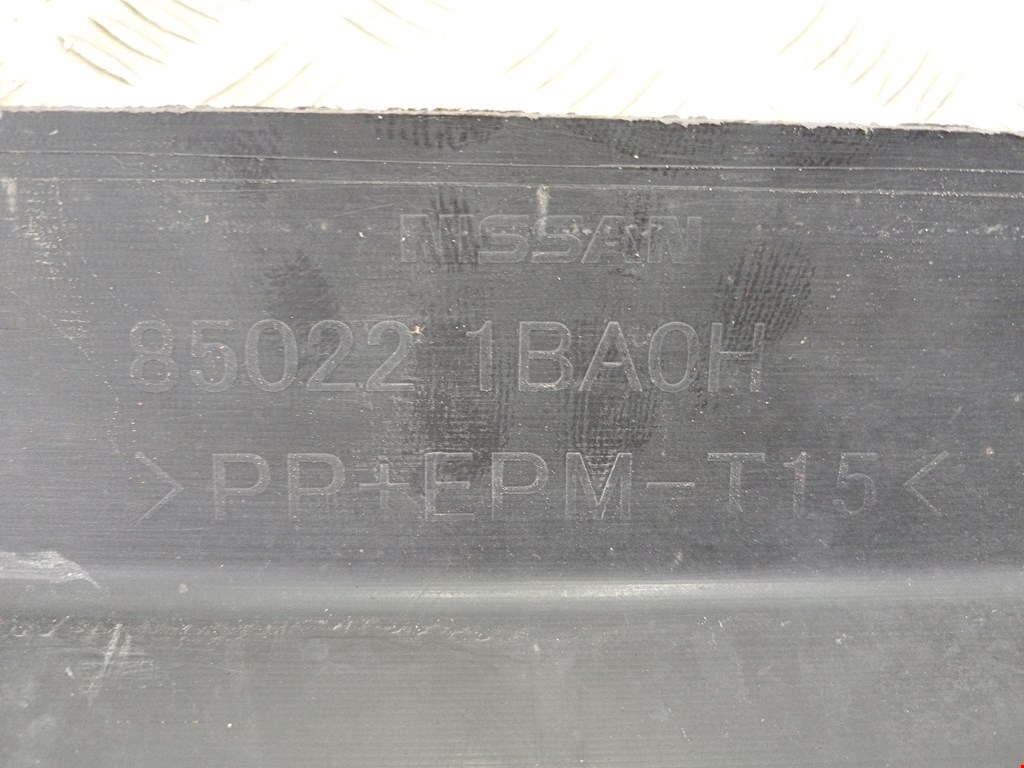 NISSAN
85022 1BA0H
>PP+EPM-T15<